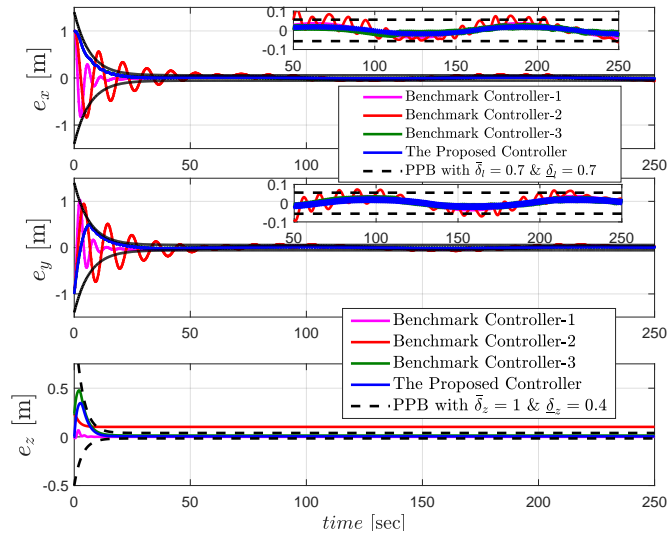 0.1
0
-0.1
50 100 150 200 250
1
0
-1
e_x [m]
0 50 100 150 200 250
Benchmark Controller-1
Benchmark Controller-2
Benchmark Controller-3
The Proposed Controller
PPB with δ̄_l = 0.7 & δ̲_l = 0.7
0.1
0
-0.1
50 100 150 200 250
1
0
-1
e_y [m]
0 50 100 150 200 250
Benchmark Controller-1
Benchmark Controller-2
Benchmark Controller-3
The Proposed Controller
PPB with δ̄_z = 1 & δ̲_z = 0.4
0.5
0
-0.5
e_z [m]
0 50 100 150 200 250
time [sec]